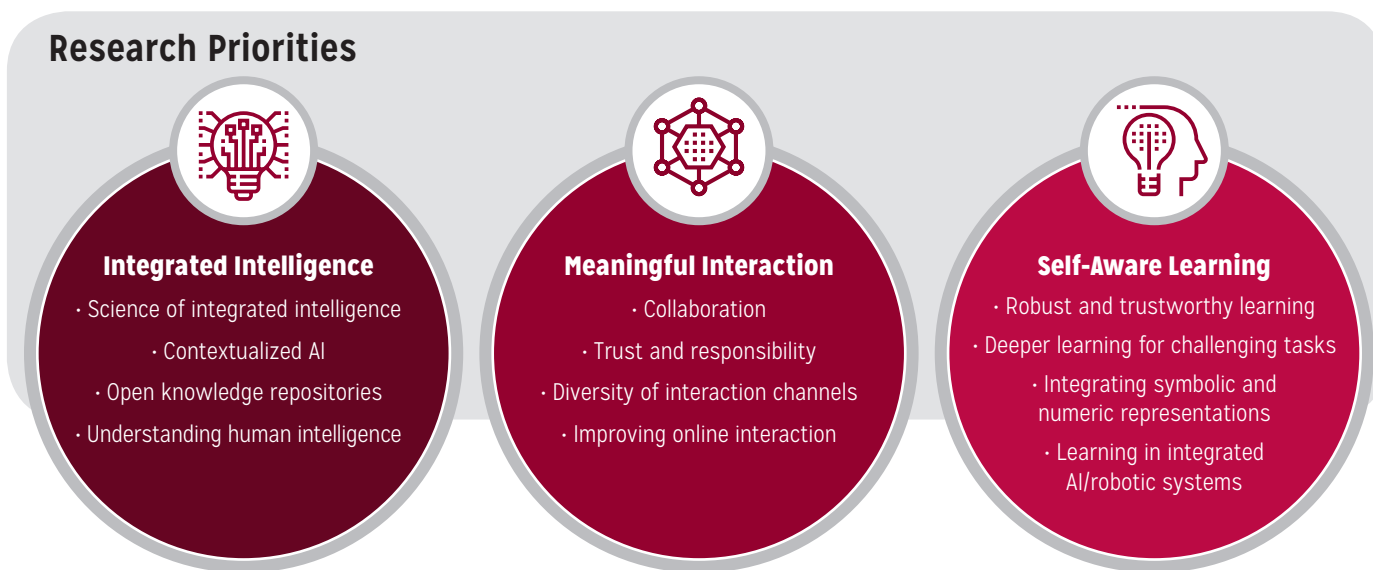 Research Priorities
Integrated Intelligence
· Science of integrated intelligence
· Contextualized AI
· Open knowledge repositories
· Understanding human intelligence
Meaningful Interaction
· Collaboration
· Trust and responsibility
· Diversity of interaction channels
· Improving online interaction
Self-Aware Learning
· Robust and trustworthy learning
· Deeper learning for challenging tasks
· Integrating symbolic and
numeric representations
· Learning in integrated
AI/robotic systems